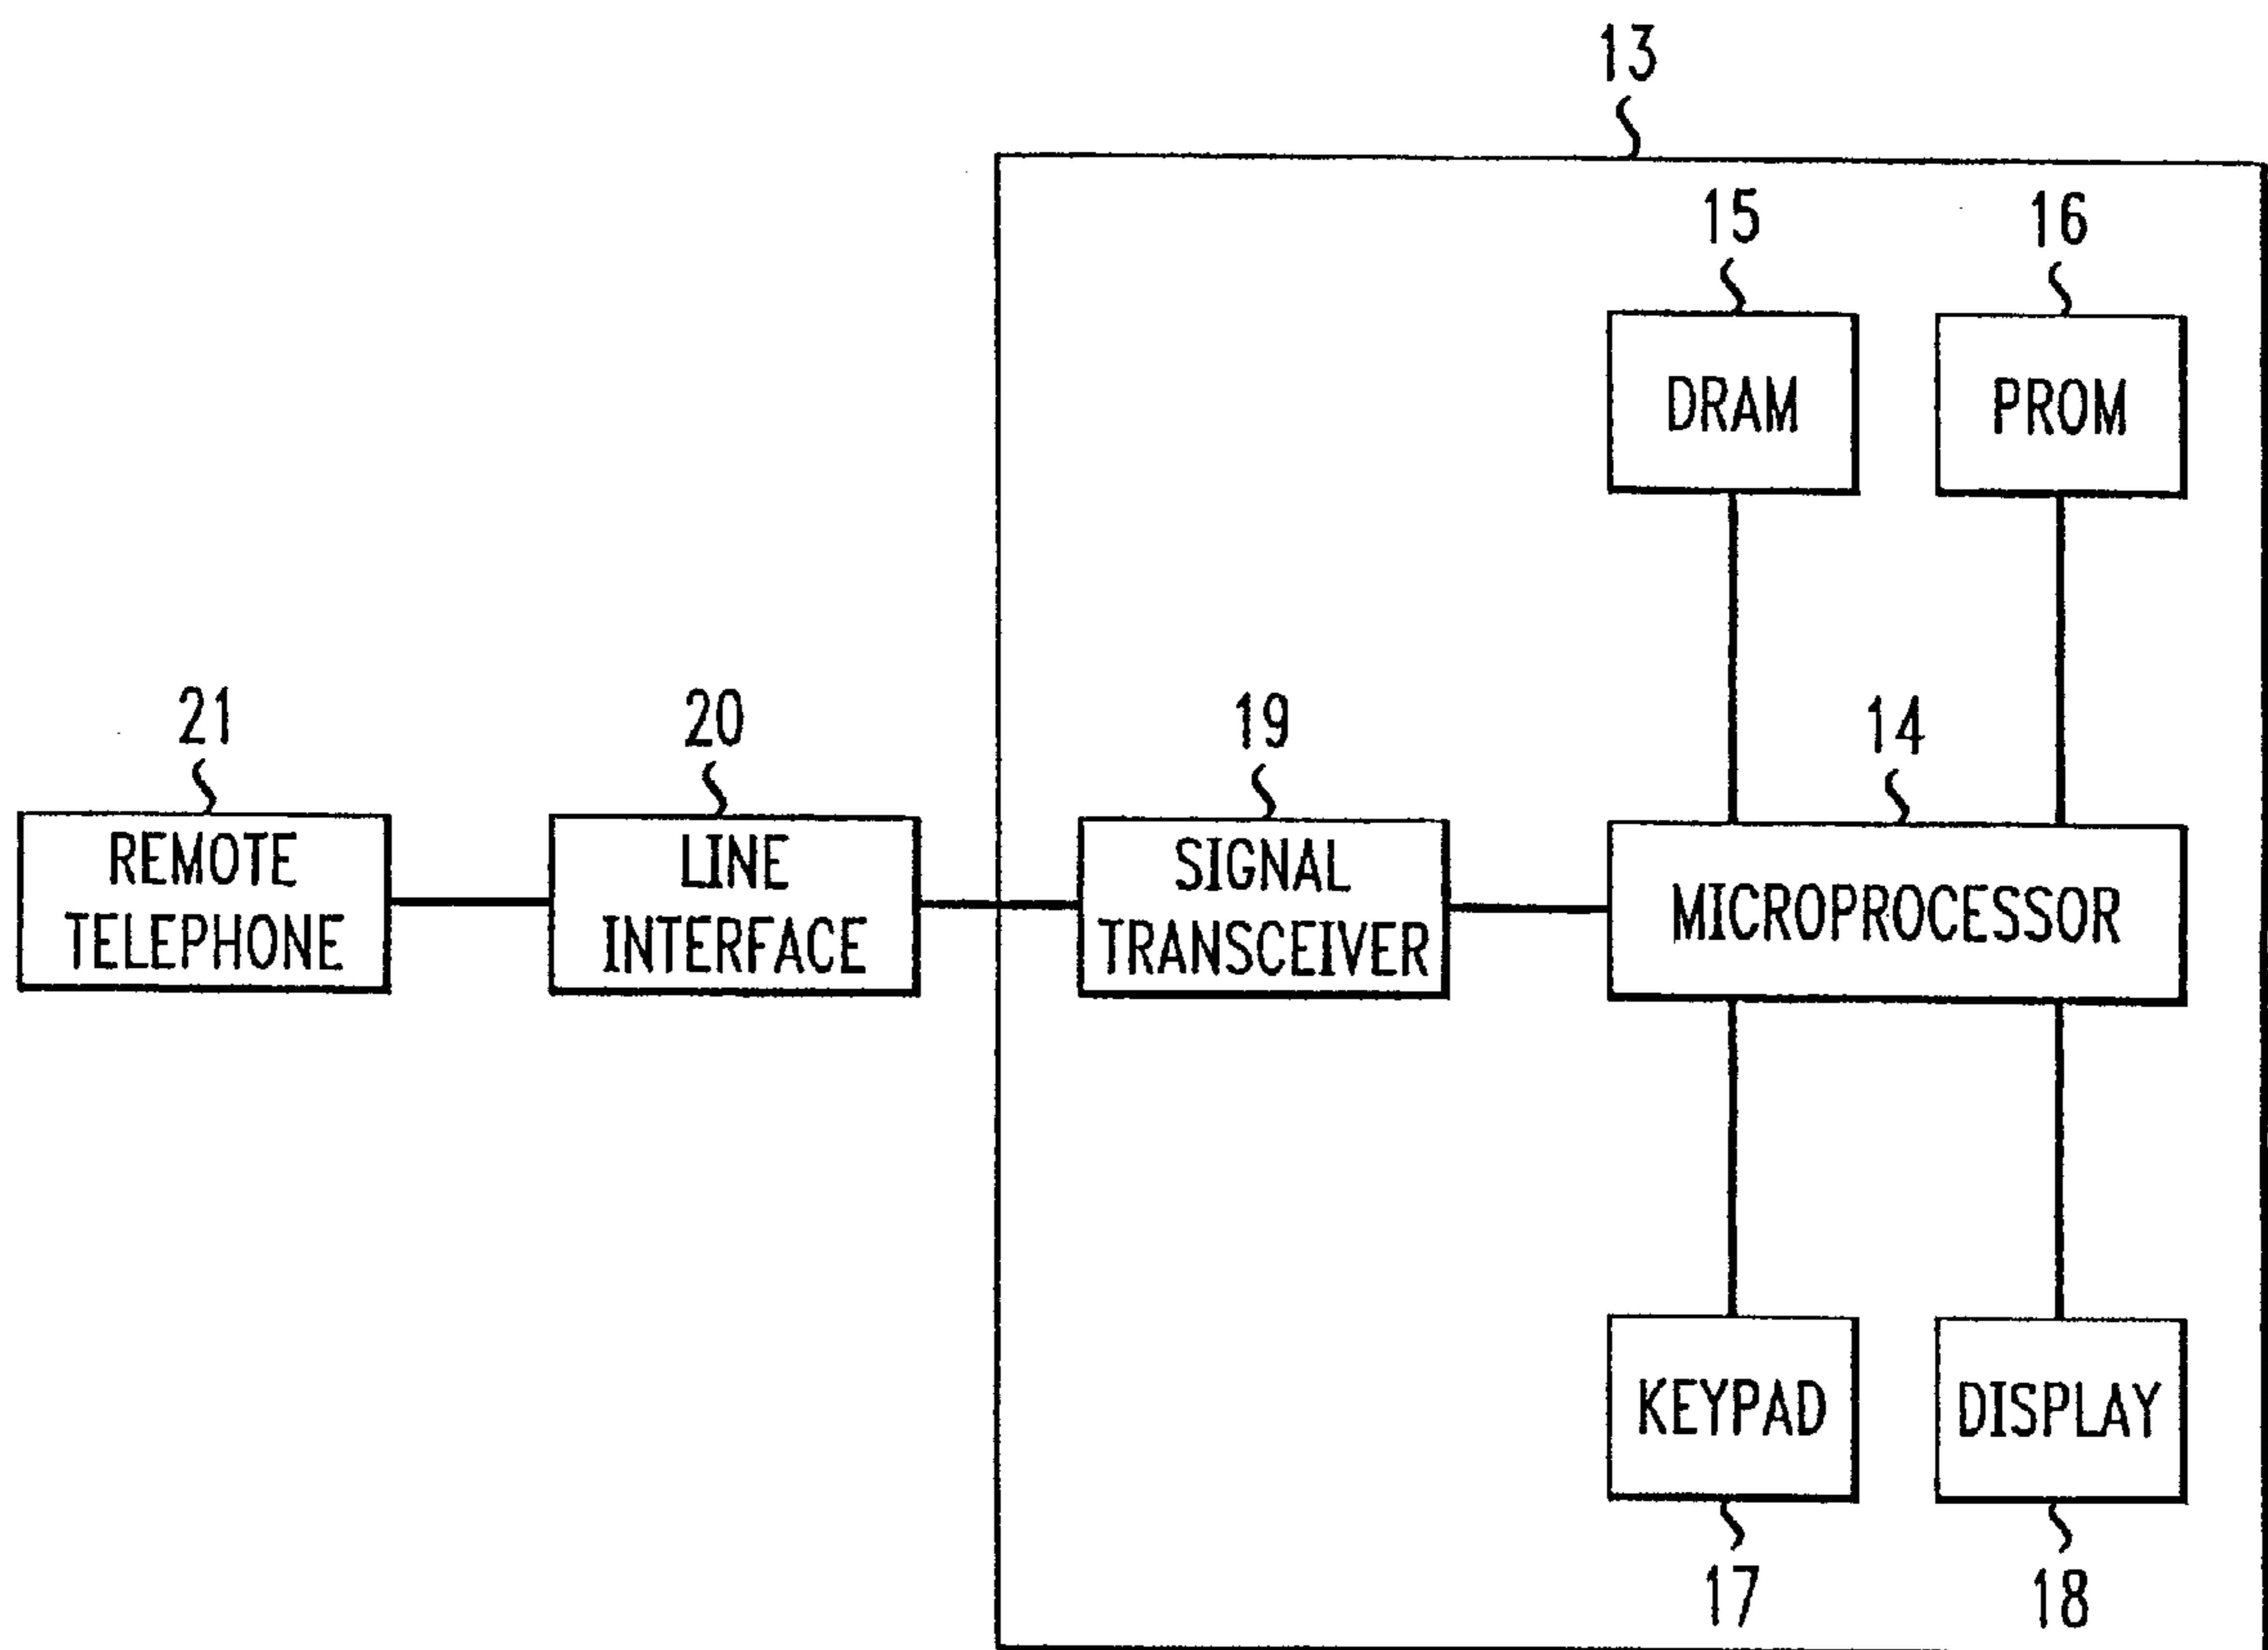 13
15
16
DRAM
PROM
21
20
19
14
REMOTE
TELEPHONE
LINE
INTERFACE
SIGNAL
TRANSCEIVER
MICROPROCESSOR
KEYPAD
DISPLAY
17
18